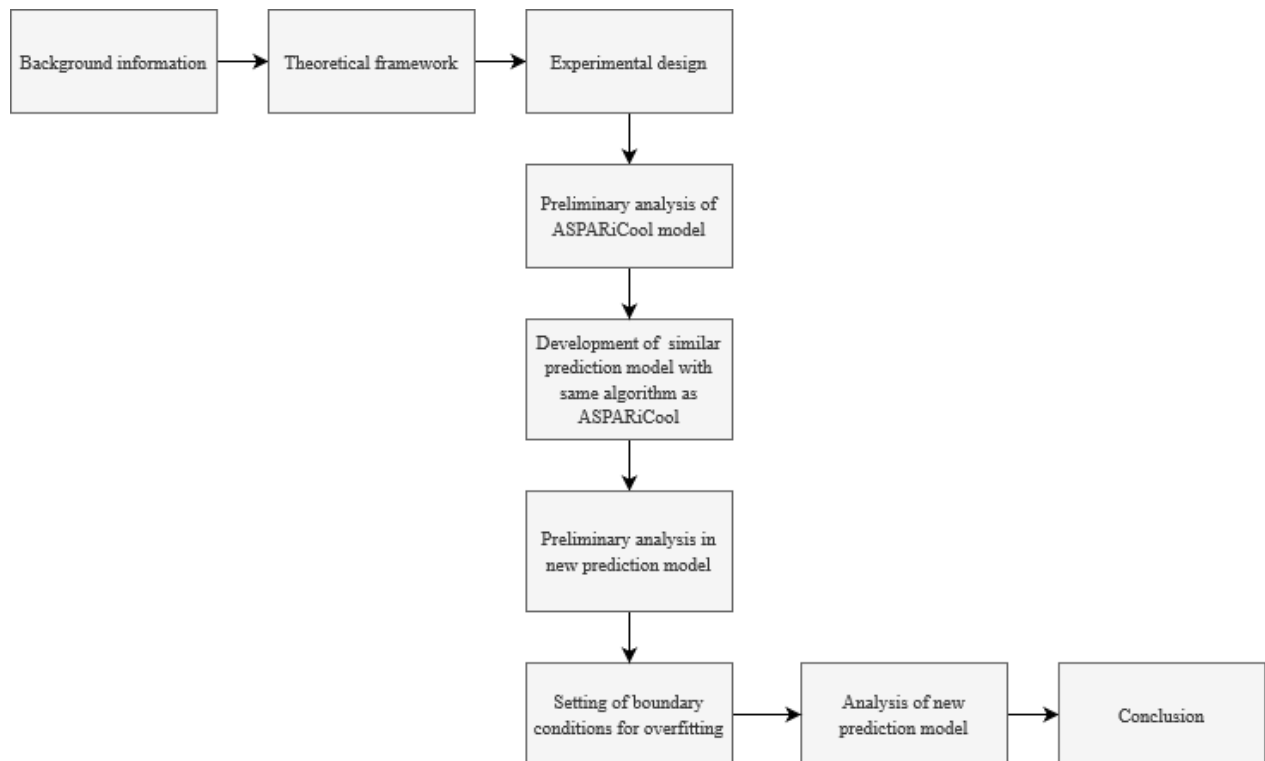 Background information
Theoretical framework
Experimental design
Preliminary analysis of
ASPARiCool model
Development of similar
prediction model with
same algorithm as
ASPARiCool
Preliminary analysis in
new prediction model
Setting of boundary
conditions for overfitting
Analysis of new
prediction model
Conclusion